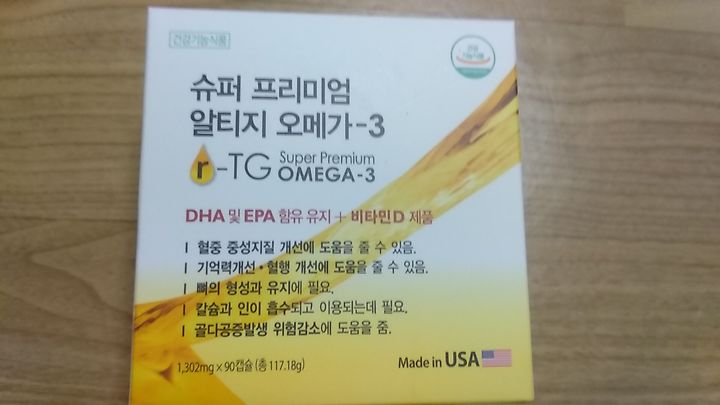 건강기능식품
건강
기능식품
슈퍼 프리미엄
알티지 오메가-3
r-TG Super Premium
OMEGA-3
DHA 및 EPA 함유 유지 + 비타민D 제품
I 혈중 중성지질 개선에 도움을 줄 수 있음.
I 기억력개선·혈행 개선에 도움을 줄 수 있음.
I 뼈의 형성과 유지에 필요.
I 칼슘과 인이 흡수되고 이용되는데 필요.
I 골다공증발생 위험감소에 도움을 줌.
1,302mg x 90캡슐 (총 117.18g)
Made in USA